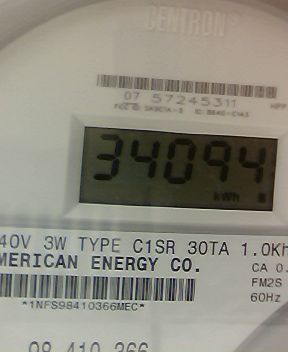 CENTRON®
07 57245311
34094
kWh
40V 3W TYPE C1SR 30TA 1.0Kh
MERICAN ENERGY CO.
CA 0.
FM2S
60Hz
*1NFS98410366MEC*
98 410 366